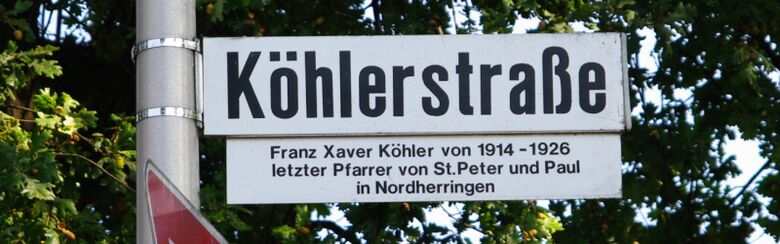 Köhlerstraße
Franz Xaver Köhler von 1914-1926
letzter Pfarrer von St.Peter und Paul
in Nordherringen